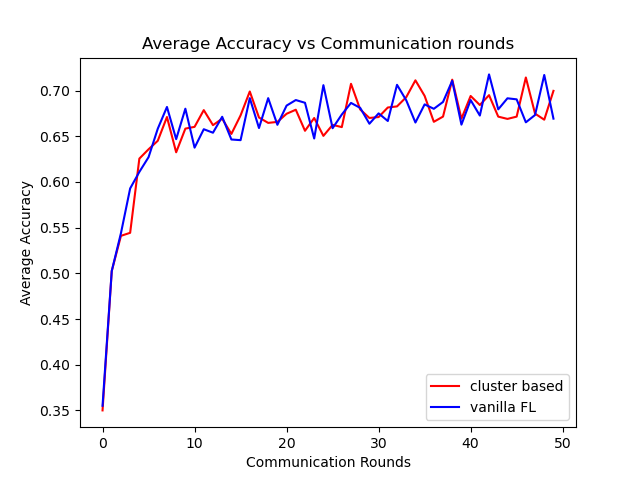 Average Accuracy vs Communication rounds
Average Accuracy
0.70
0.65
0.60
0.55
0.50
0.45
0.40
0.35
cluster based
vanilla FL
0 10 20 30 40 50
Communication Rounds